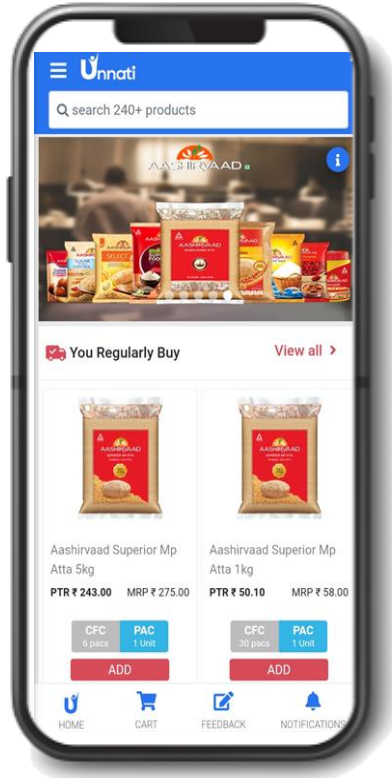 Unnati
search 240+ products
AASHIRVAAD
You Regularly Buy
View all >
AASHIRVAAD
AASHIRVAAD
Aashirvaad Superior Mp
Atta 5kg
PTR ₹ 243.00 MRP ₹ 275.00
CFC PAC
6 pacs 1 Unit
ADD
Aashirvaad Superior Mp
Atta 1kg
PTR ₹ 50.10 MRP ₹ 58.00
CFC PAC
30 pacs 1 Unit
ADD
HOME
CART
FEEDBACK
NOTIFICATIONS